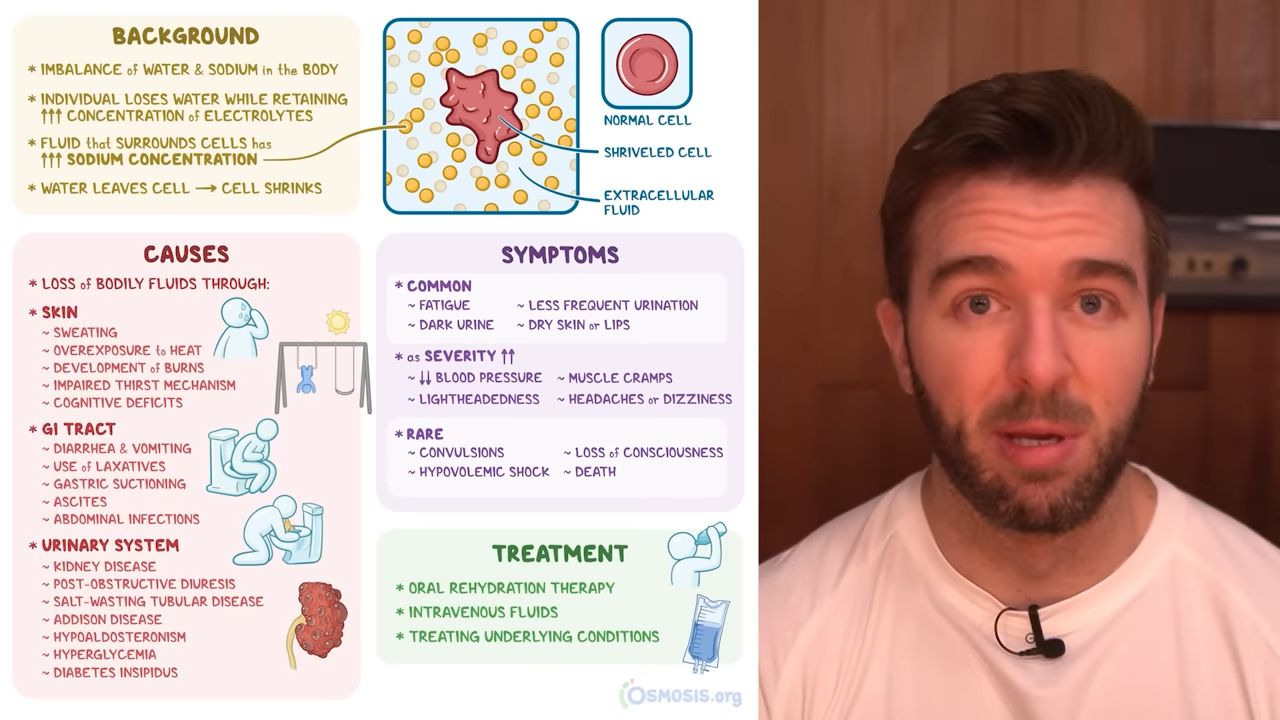 BACKGROUND
* IMBALANCE of WATER & SODIUM in the BODY
* INDIVIDUAL LOSES WATER WHILE RETAINING
↑↑↑ CONCENTRATION of ELECTROLYTES
* FLUID that SURROUNDS CELLS has
↑↑↑ SODIUM CONCENTRATION
* WATER LEAVES CELL → CELL SHRINKS
NORMAL CELL
SHRIVELED CELL
EXTRACELLULAR
FLUID
CAUSES
* LOSS of BODILY FLUIDS THROUGH:
* SKIN
~ SWEATING
~ OVEREXPOSURE to HEAT
~ DEVELOPMENT of BURNS
~ IMPAIRED THIRST MECHANISM
~ COGNITIVE DEFICITS
* GI TRACT
~ DIARRHEA & VOMITING
~ USE of LAXATIVES
~ GASTRIC SUCTIONING
~ ASCITES
~ ABDOMINAL INFECTIONS
* URINARY SYSTEM
~ KIDNEY DISEASE
~ POST-OBSTRUCTIVE DIURESIS
~ SALT-WASTING TUBULAR DISEASE
~ ADDISON DISEASE
~ HYPOALDOSTERONISM
~ HYPERGLYCEMIA
~ DIABETES INSIPIDUS
SYMPTOMS
* COMMON
~ FATIGUE ~ LESS FREQUENT URINATION
~ DARK URINE ~ DRY SKIN or LIPS
* as SEVERITY ↑↑
~ ↓↓ BLOOD PRESSURE ~ MUSCLE CRAMPS
~ LIGHTHEADEDNESS ~ HEADACHES or DIZZINESS
* RARE
~ CONVULSIONS ~ LOSS of CONSCIOUSNESS
~ HYPOVOLEMIC SHOCK ~ DEATH
TREATMENT
* ORAL REHYDRATION THERAPY
* INTRAVENOUS FLUIDS
* TREATING UNDERLYING CONDITIONS
OSMOSIS.org